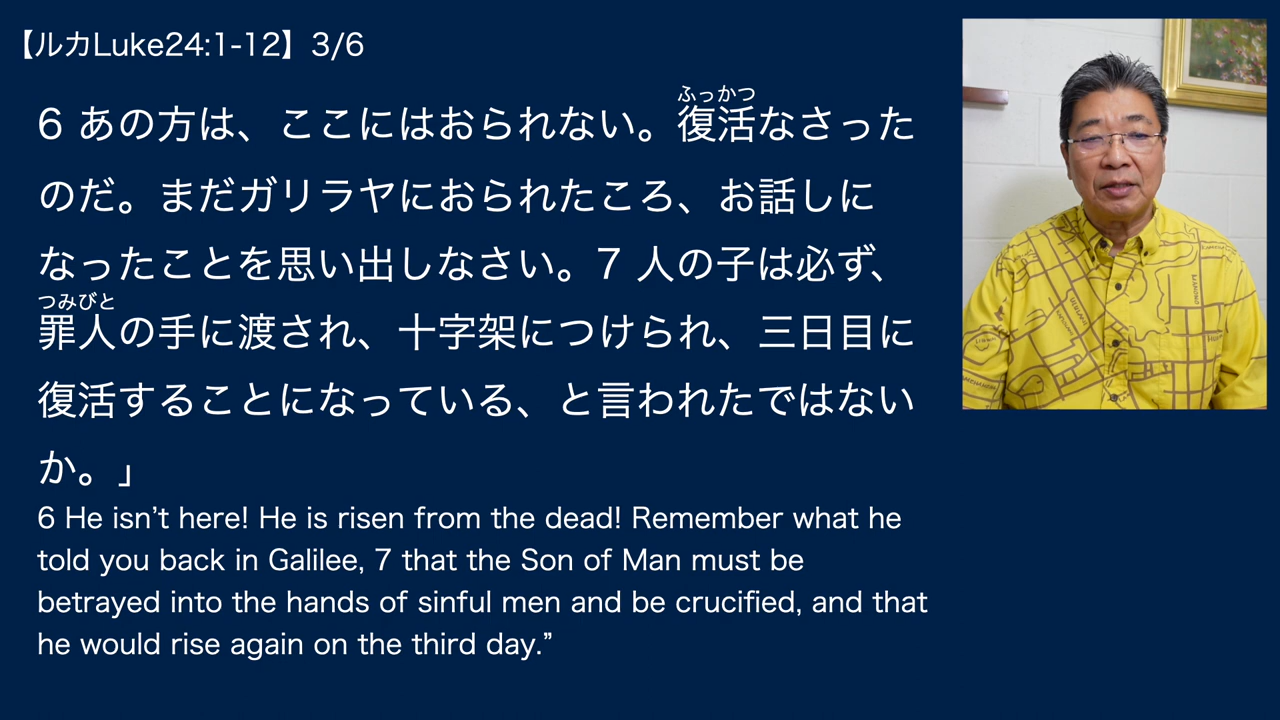 【ルカLuke24:1-12】3/6
ふっかつ
6 あの方は、ここにはおられない。復活なさった
のだ。まだガリラヤにおられたころ、お話しに
なったことを思い出しなさい。7 人の子は必ず、
つみびと
罪人の手に渡され、十字架につけられ、三日目に
復活することになっている、と言われたではない
か。」
6 He isn’t here! He is risen from the dead! Remember what he
told you back in Galilee, 7 that the Son of Man must be
betrayed into the hands of sinful men and be crucified, and that
he would rise again on the third day.”